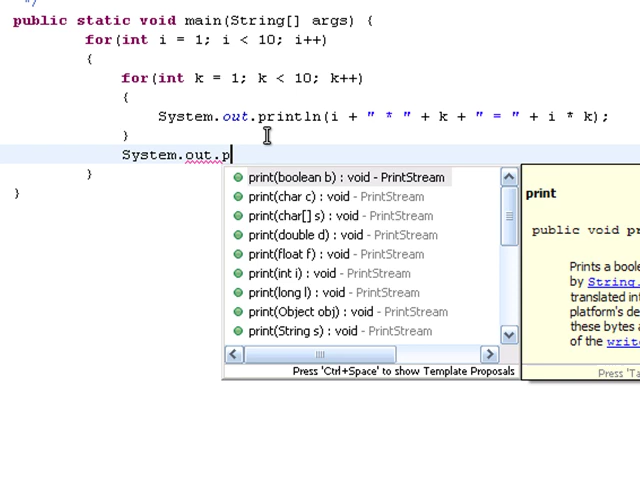 */
public static void main(String[] args) {
for(int i = 1; i < 10; i++)
{
for(int k = 1; k < 10; k++)
{
System.out.println(i + " * " + k + " = " + i * k);
}
System.out.p
}
}
print(boolean b) : void - PrintStream
print(char c) : void - PrintStream
print(char[] s) : void - PrintStream
print(double d) : void - PrintStream
print(float f) : void - PrintStream
print(int i) : void - PrintStream
print(long l) : void - PrintStream
print(Object obj) : void - PrintStream
print(String s) : void - PrintStream
Press 'Ctrl+Space' to show Template Proposals
print
public void pr
Prints a boole
by String.
translated int
platform's de
these bytes a
of the write
Press 'Ta